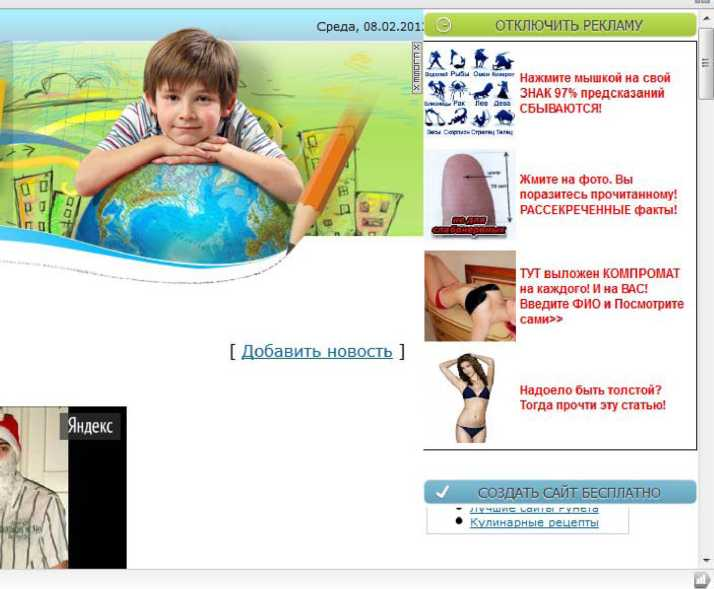 Среда, 08.02.201
ОТКЛЮЧИТЬ РЕКЛАМУ
Водолей Рыбы Овен Козерог
Близнецы Рак Лев Дева
Весы Скорпион Стрелец Телец
Нажмите мышкой на свой
ЗНАК 97% предсказаний
СБЫВАЮТСЯ!
не для
слабонервных
Жмите на фото. Вы
поразитесь прочитанному!
РАССЕКРЕЧЕННЫЕ факты!
ТУТ выложен КОМПРОМАТ
на каждого! И на ВАС!
Введите ФИО и Посмотрите
сами>>
[ Добавить новость ]
Надоело быть толстой?
Тогда прочти эту статью!
Яндекс
СОЗДАТЬ САЙТ БЕСПЛАТНО
Лучшие сайты Рунета
Кулинарные рецепты